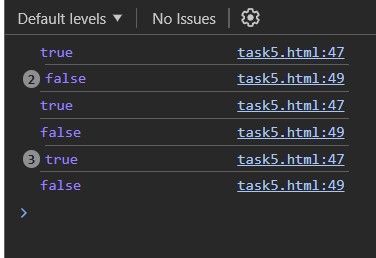 Default levels ▼ No Issues
true task5.html:47
2 false task5.html:49
true task5.html:47
false task5.html:49
3 true task5.html:47
false task5.html:49
>